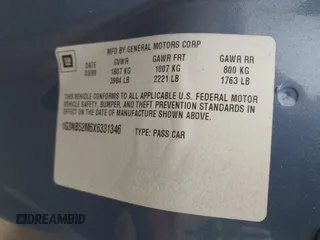 GM
MFD BY GENERAL MOTORS CORP
DATE GVWR GAWR FRT GAWR RR
03/99 1807 KG 1007 KG 800 KG
3984 LB 2221 LB 1763 LB
THIS VEHICLE CONFORMS TO ALL APPLICABLE U.S. FEDERAL MOTOR
VEHICLE SAFETY, BUMPER, AND THEFT PREVENTION STANDARDS IN
EFFECT ON THE DATE OF MANUFACTURE SHOWN ABOVE.
TYPE: PASS CAR
DREAMBID